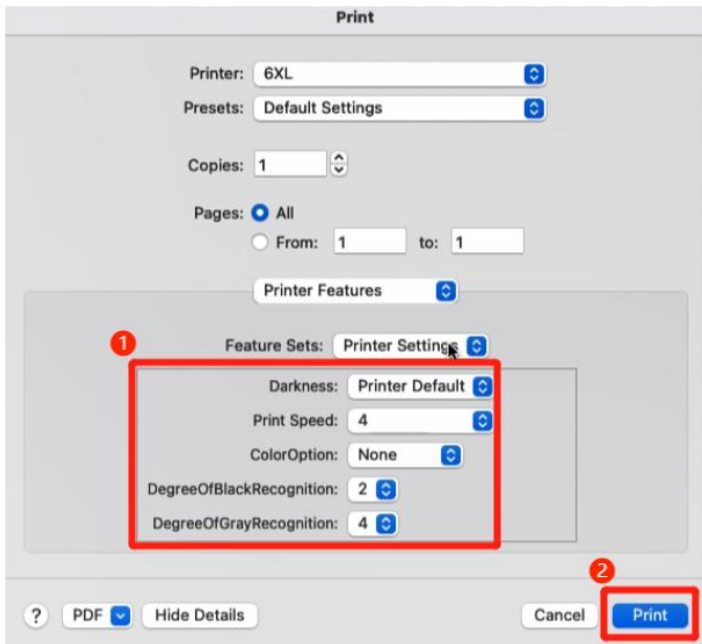 Print
Printer: 6XL
Presets: Default Settings
Copies: 1
Pages: All
From: 1 to: 1
Printer Features
1
Feature Sets: Printer Settings
Darkness: Printer Default
Print Speed: 4
ColorOption: None
DegreeOfBlackRecognition: 2
DegreeOfGrayRecognition: 4
2
? PDF Hide Details Cancel Print